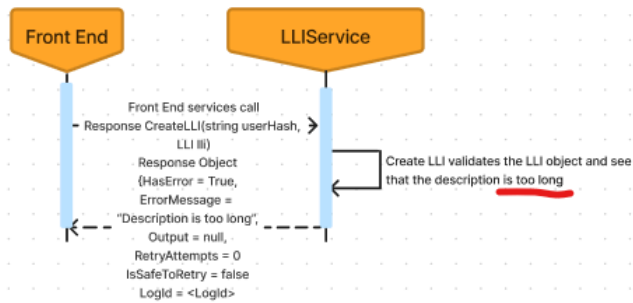 Front End
LLIService
Front End services call
Response CreateLLI(string userHash,
LLI lli)
Response Object
{HasError = True,
ErrorMessage =
"Description is too long",
Output = null,
RetryAttempts = 0
IsSafeToRetry = false
LogId = <LogId>
Create LLI validates the LLI object and see
that the description is too long